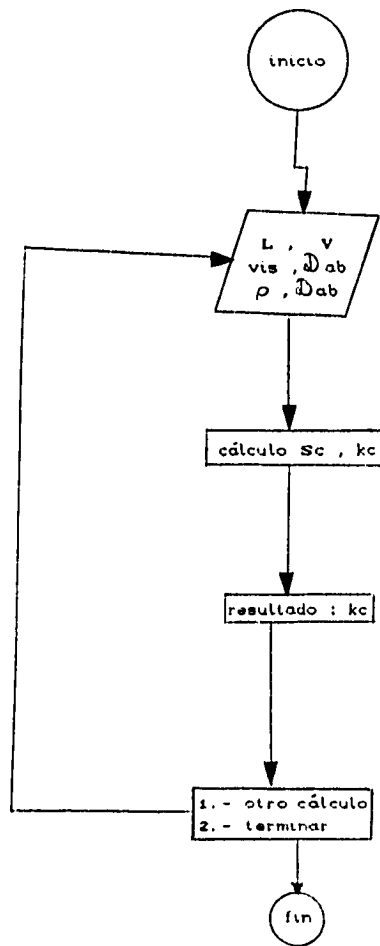 inicio
L , V
vis , Dab
ρ , Dab
cálculo Sc , kc
resultado : kc
1.- otro cálculo
2.- terminar
fin